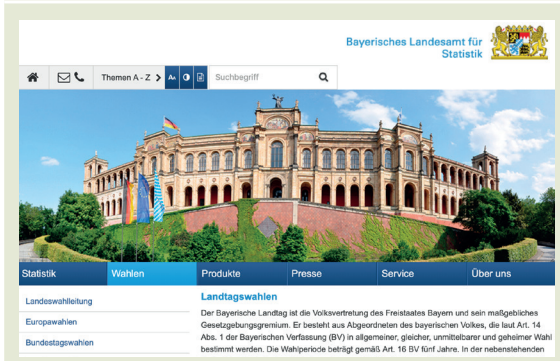 Bayerisches Landesamt für
Statistik
Themen A - Z
AA
Suchbegriff
Statistik
Wahlen
Produkte
Presse
Service
Über uns
Landeswahlleitung
Europawahlen
Bundestagswahlen
Landtagswahlen
Der Bayerische Landtag ist die Volksvertretung des Freistaates Bayern und sein maßgebliches
Gesetzgebungsgremium. Er besteht aus Abgeordneten des bayerischen Volkes, die laut Art. 14
Abs. 1 der Bayerischen Verfassung (BV) in allgemeiner, gleicher, unmittelbarer und geheimer Wahl
bestimmt werden. Die Wahlperiode beträgt gemäß Art. 16 BV fünf Jahre. In der nebenstehenden